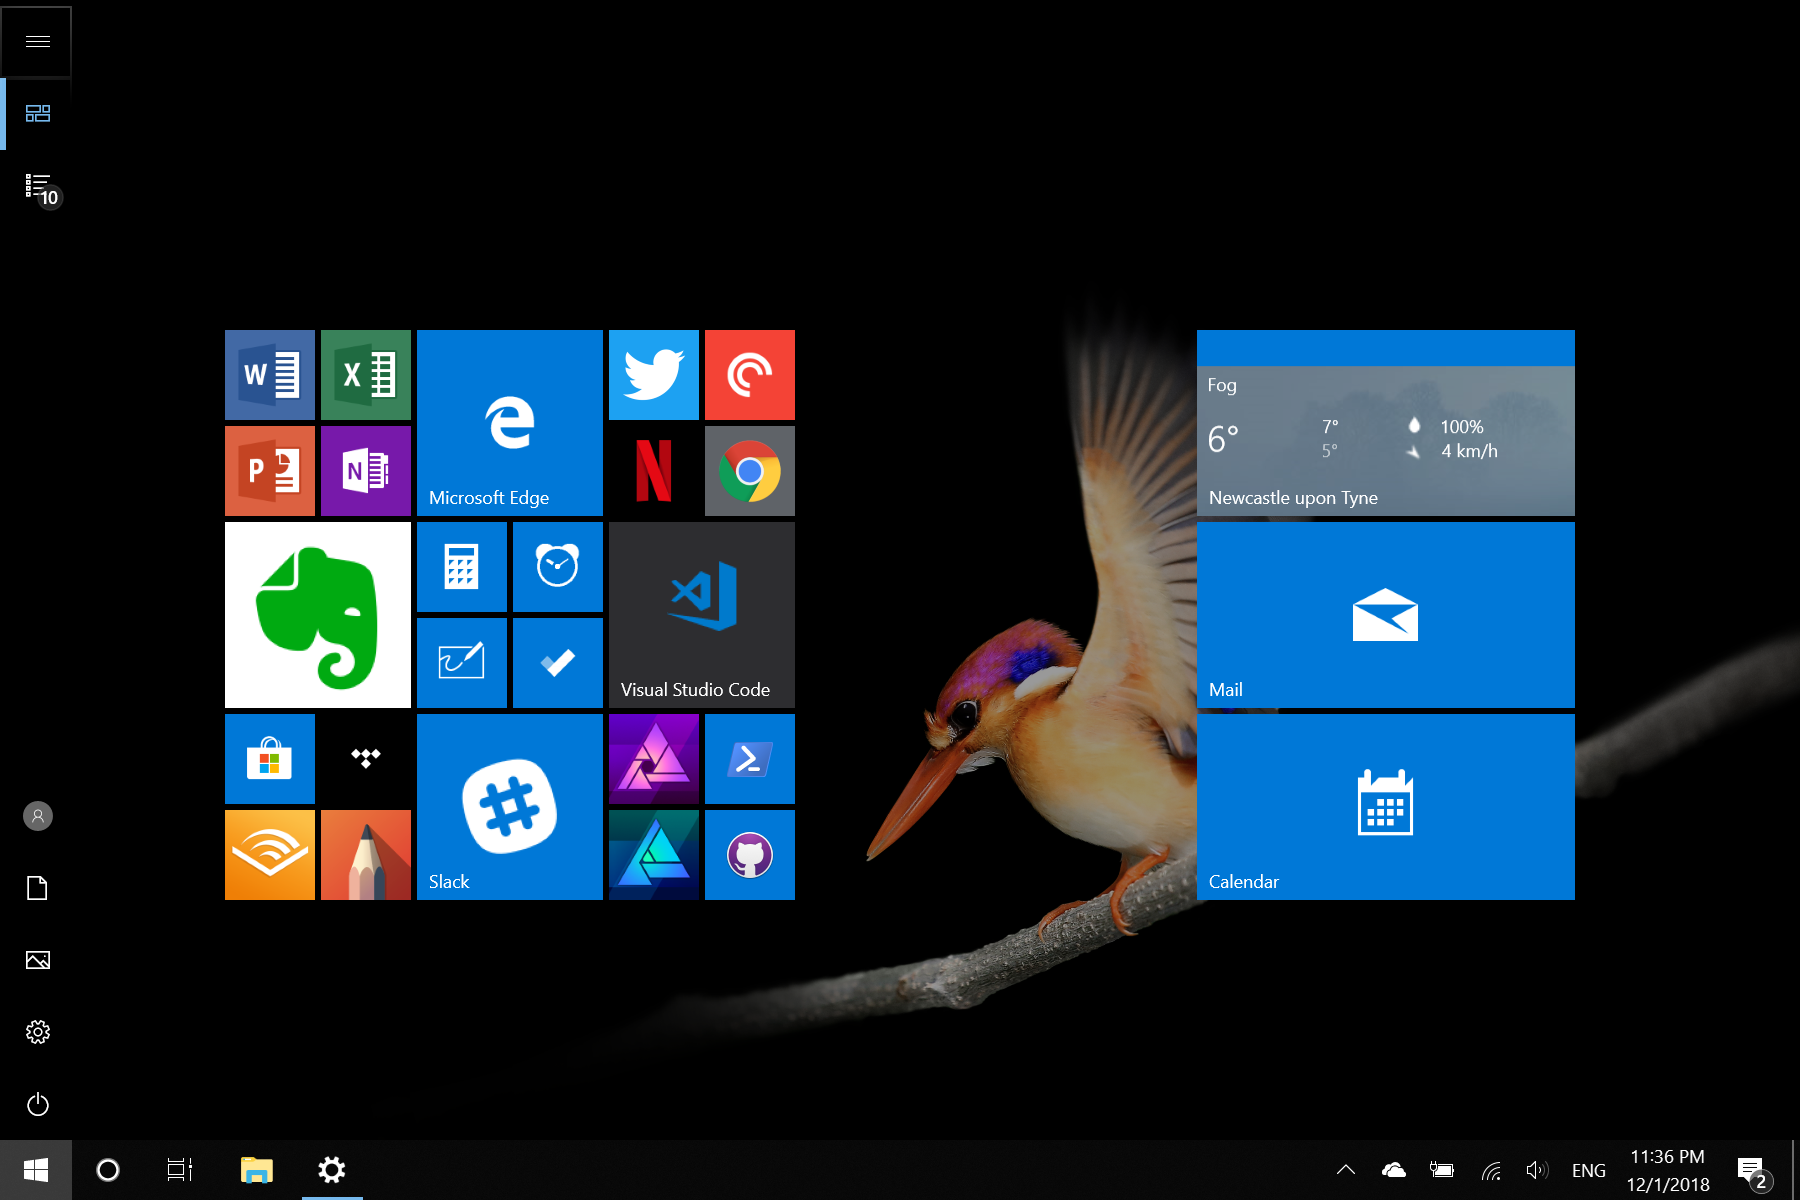 10
W
X
Microsoft Edge
P
N
N
Fog
6°
7°
5°
100%
4 km/h
Newcastle upon Tyne
Visual Studio Code
Mail
Slack
Calendar
ENG
11:36 PM
12/1/2018
2